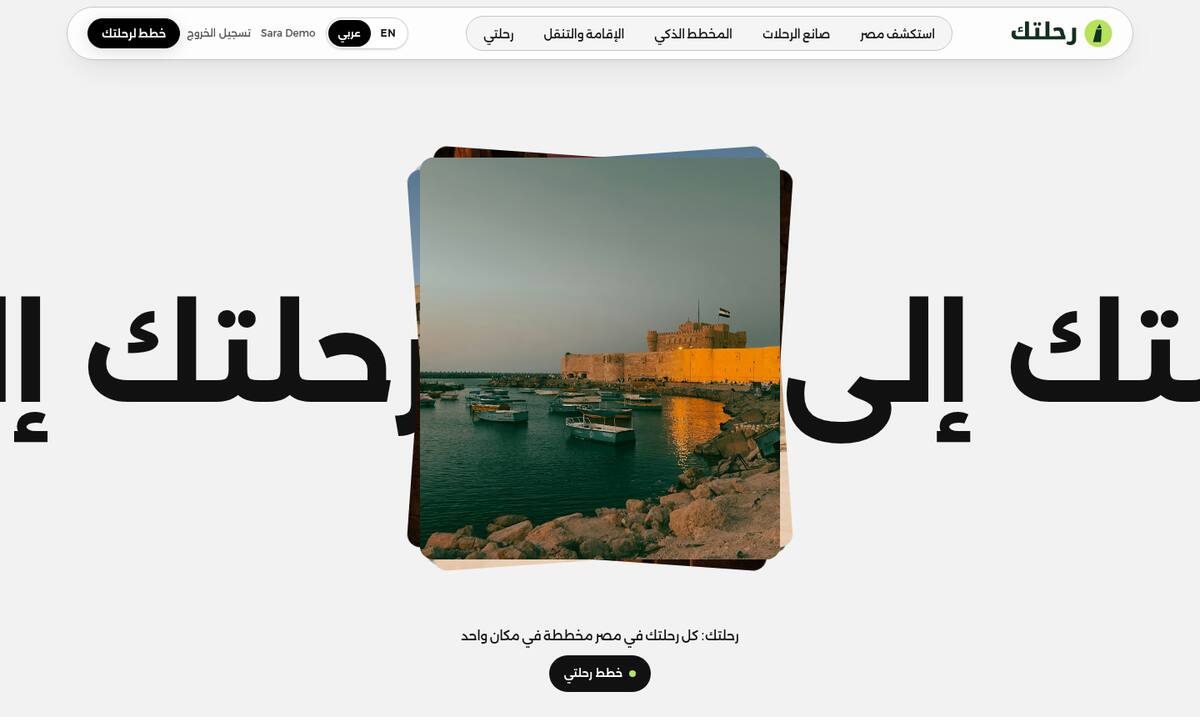 رحلتك
استكشف مصر
صانع الرحلات
المخطط الذكي
الإقامة والتنقل
رحلتي
EN
عربي
Sara Demo
تسجيل الخروج
خطط لرحلتك
إلى
رحلتك
رحلتك: كل رحلتك في مصر مخططة في مكان واحد
خطط رحلتي